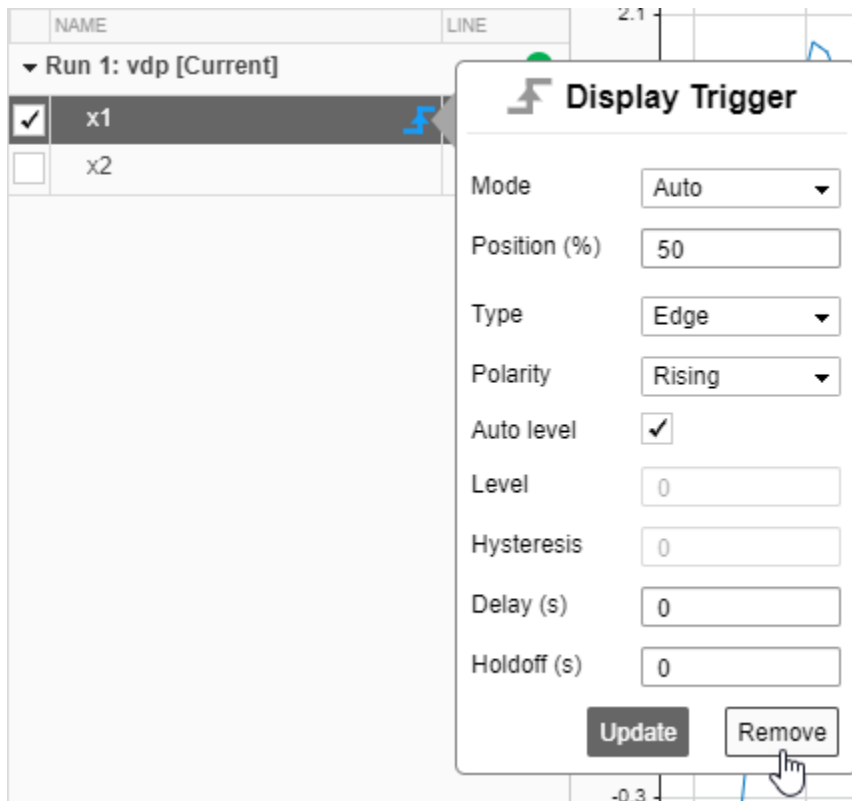 NAME LINE
Run 1: vdp [Current]
x1
x2
2.1
Display Trigger
Mode Auto
Position (%) 50
Type Edge
Polarity Rising
Auto level
Level 0
Hysteresis 0
Delay (s) 0
Holdoff (s) 0
Update Remove
-0.3